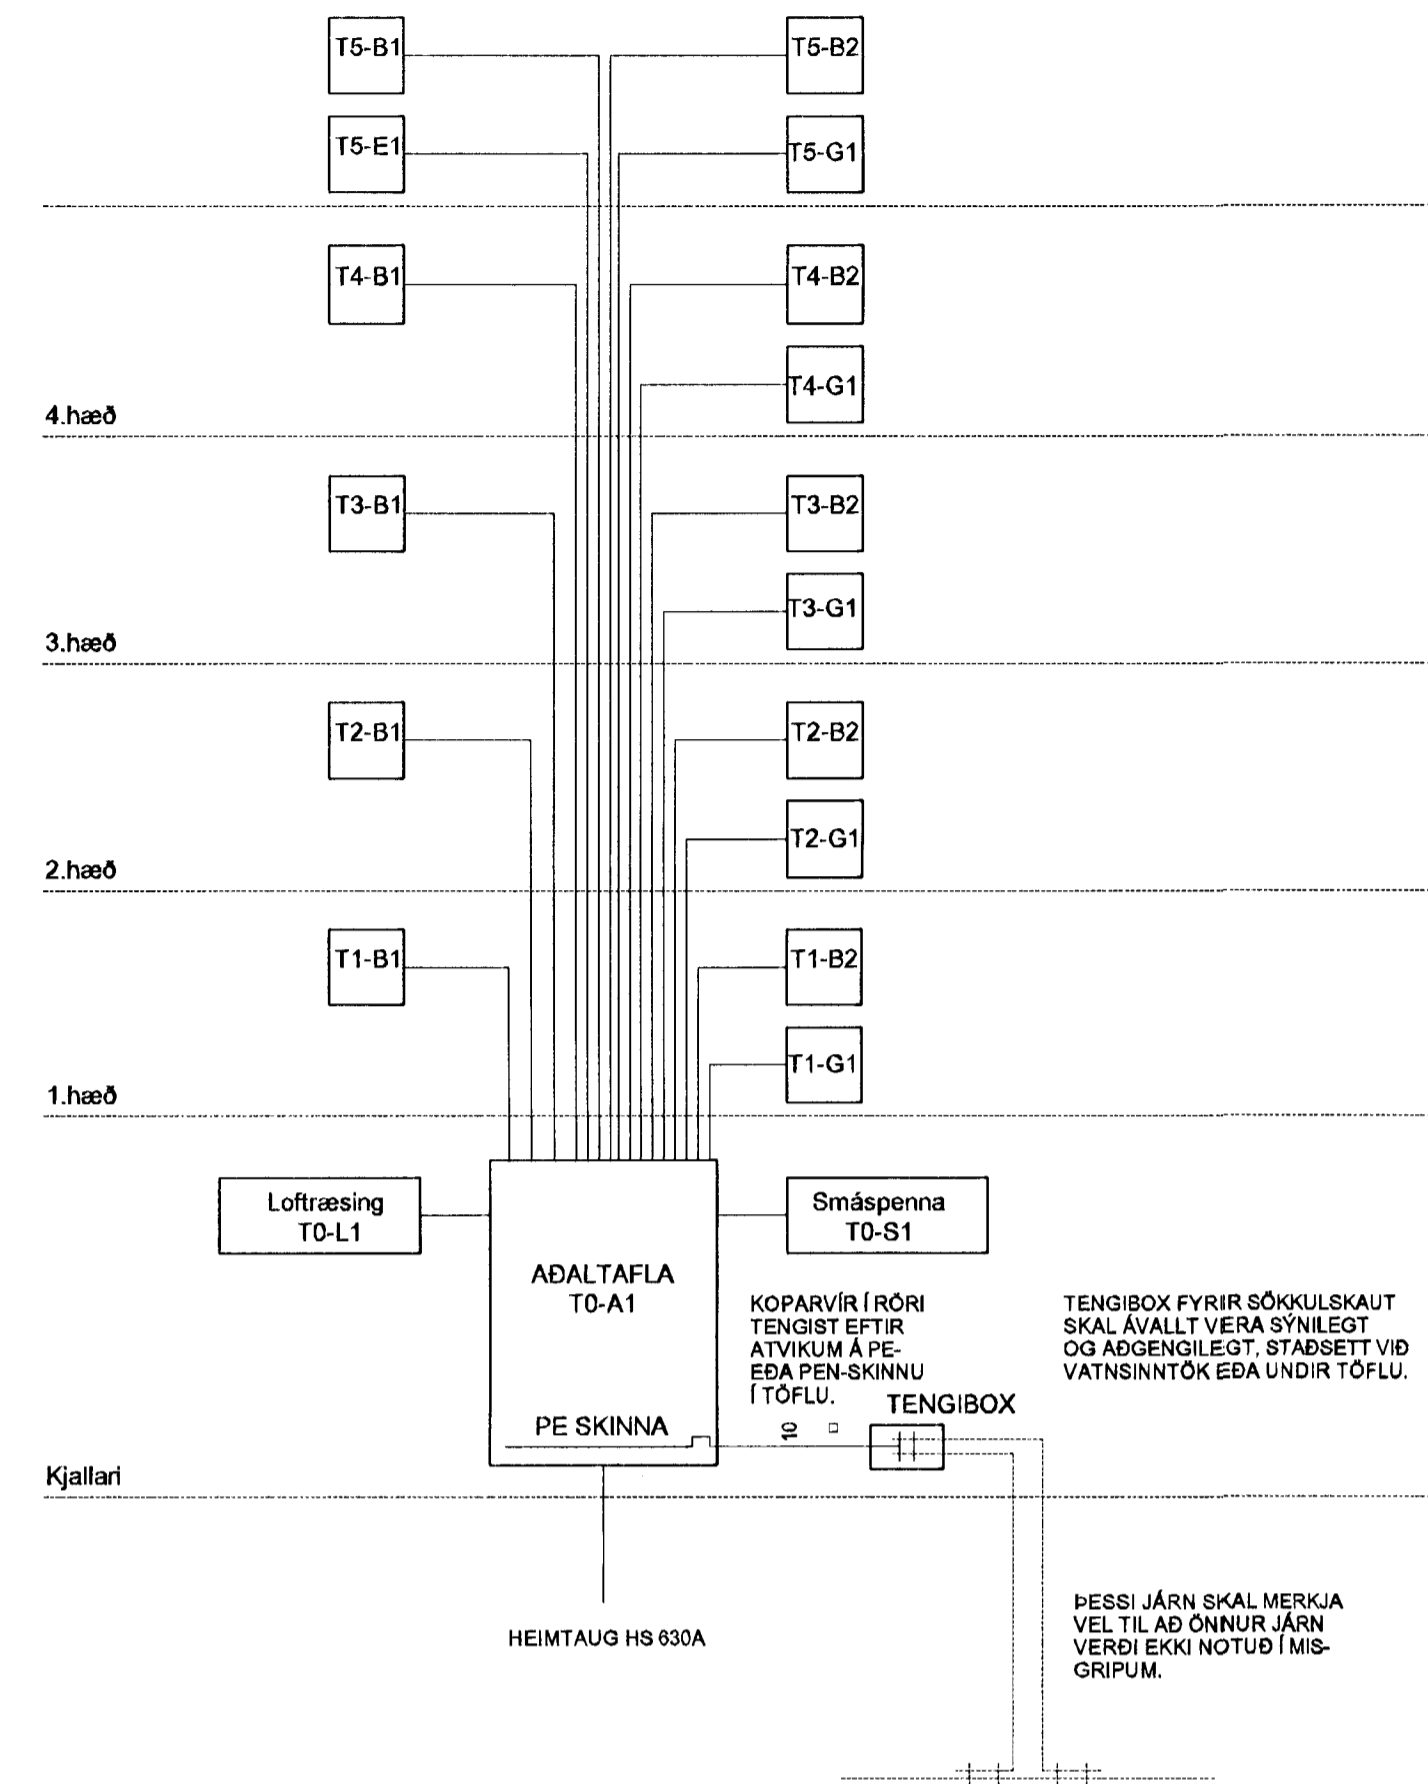 T5-B1
T5-B2
T5-E1
T5-G1
T4-B1
T4-B2
T4-G1
4.hæð
T3-B1
T3-B2
T3-G1
3.hæð
T2-B1
T2-B2
T2-G1
2.hæð
T1-B1
T1-B2
T1-G1
1.hæð
Loftræsing
T0-L1
Smáspenna
T0-S1
AÐALTAFLA
T0-A1
KOPARVÍR Í RÖRI
TENGIST EFTIR
ATVIKUM Á PE-
EÐA PEN-SKINNU
Í TÖFLU.
TENGIBOX FYRIR SÖKKULSKAUT
SKAL ÁVALLT VERA SÝNILEGT
OG AÐGENGILEGT, STAÐSETT VIÐ
VATNSINNTÖK EÐA UNDIR TÖFLU.
TENGIBOX
PE SKINNA
10
Kjallari
HEIMTAUG HS 630A
ÞESSI JÁRN SKAL MERKJA
VEL TIL AÐ ÖNNUR JÁRN
VERÐI EKKI NOTUÐ Í MIS-
GRIPUM.